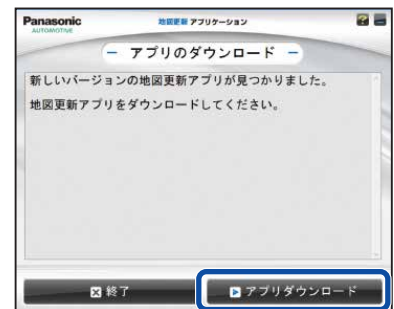 Panasonic
AUTOMOTIVE
地図更新 アプリケーション
アプリのダウンロード
新しいバージョンの地図更新アプリが見つかりました。
地図更新アプリをダウンロードしてください。
終了
アプリダウンロード